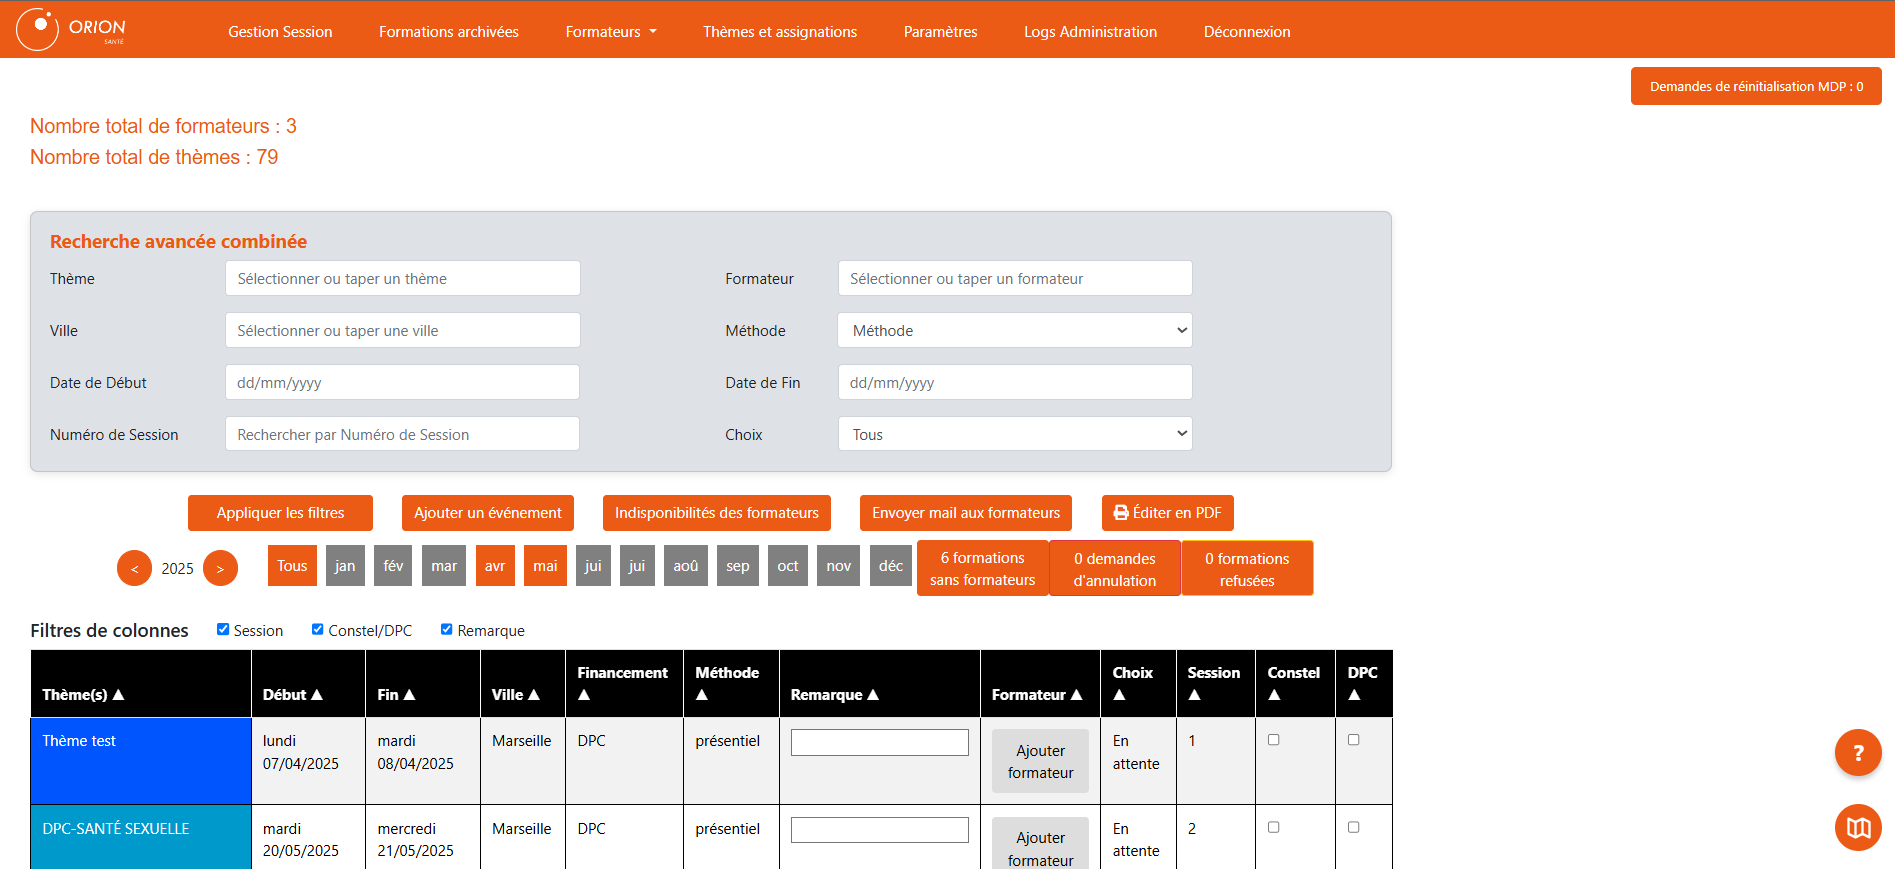 ORION
SANTÉ
Gestion Session
Formations archivées
Formateurs
Thèmes et assignations
Paramètres
Logs Administration
Déconnexion
Demandes de réinitialisation MDP : 0
Nombre total de formateurs : 3
Nombre total de thèmes : 79
Recherche avancée combinée
Thème
Sélectionner ou taper un thème
Formateur
Sélectionner ou taper un formateur
Ville
Sélectionner ou taper une ville
Méthode
Méthode
Date de Début
dd/mm/yyyy
Date de Fin
dd/mm/yyyy
Numéro de Session
Rechercher par Numéro de Session
Choix
Tous
Appliquer les filtres
Ajouter un événement
Indisponibilités des formateurs
Envoyer mail aux formateurs
Éditer en PDF
<
2025
>
Tous
jan
fév
mar
avr
mai
jui
jui
aoû
sep
oct
nov
déc
6 formations
sans formateurs
0 demandes
d'annulation
0 formations
refusées
Filtres de colonnes
Session
Constel/DPC
Remarque
Thème(s) ▲
Début ▲
Fin ▲
Ville ▲
Financement
▲
Méthode
▲
Remarque ▲
Formateur ▲
Choix
▲
Session
▲
Constel
▲
DPC
▲
Thème test
lundi
07/04/2025
mardi
08/04/2025
Marseille
DPC
présentiel
Ajouter
formateur
En
attente
1
DPC-SANTÉ SEXUELLE
mardi
20/05/2025
mercredi
21/05/2025
Marseille
DPC
présentiel
Ajouter
formateur
En
attente
2
?